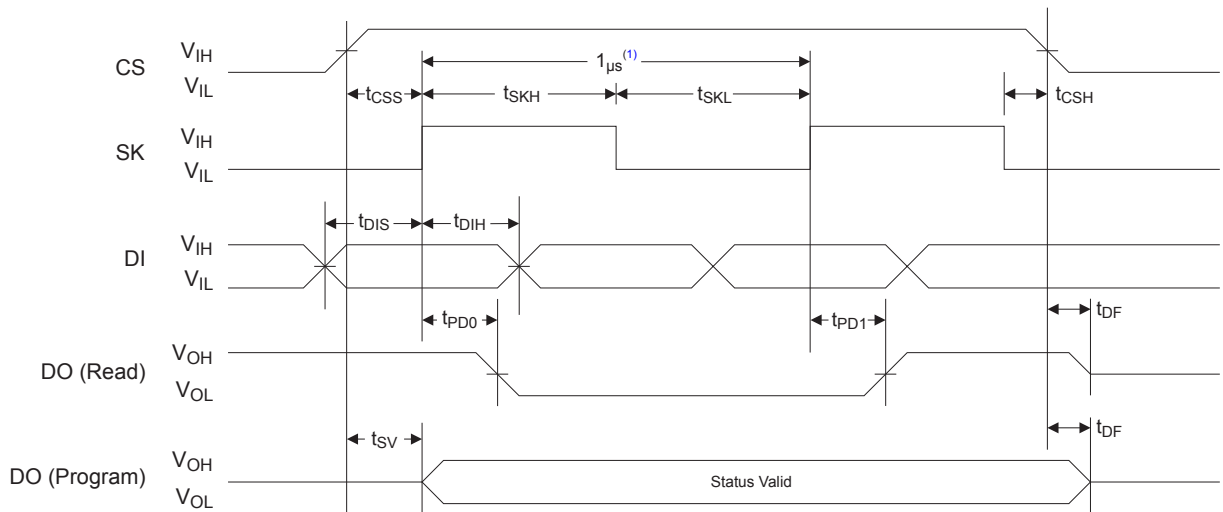 CS
V_IH
V_IL
1µs(1)
t_CSS
t_SKH
t_SKL
t_CSH
SK
V_IH
V_IL
t_DIS
t_DIH
DI
V_IH
V_IL
t_PD0
t_PD1
t_DF
DO (Read)
V_OH
V_OL
t_SV
t_DF
DO (Program)
V_OH
V_OL
Status Valid